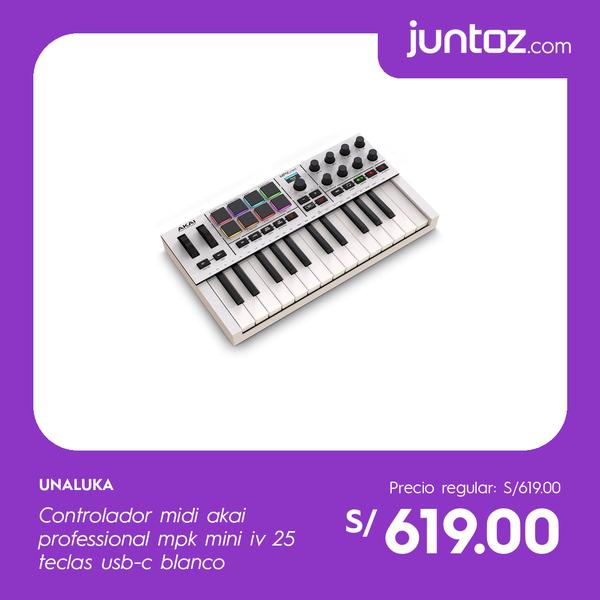 juntoz.com
AKAI
UNALUKA
Controlador midi akai
professional mpk mini iv 25
teclas usb-c blanco
Precio regular: S/619.00
S/ 619.00